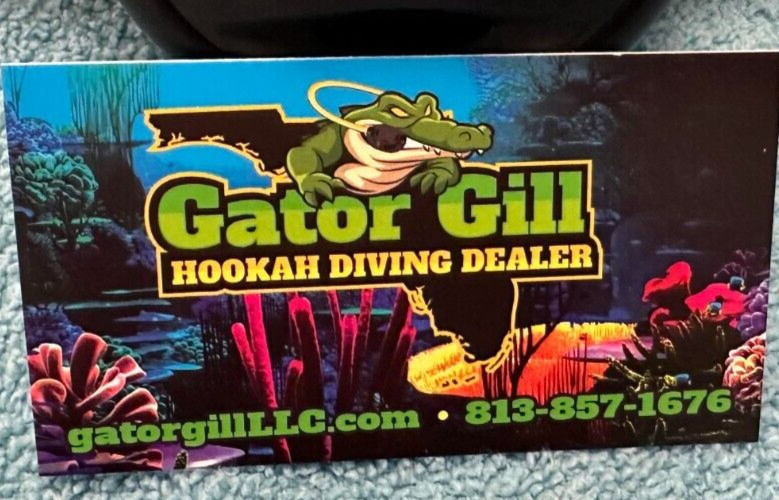 Gator Gill
HOOKAH DIVING DEALER
gatorgillLLC.com • 813-857-1676